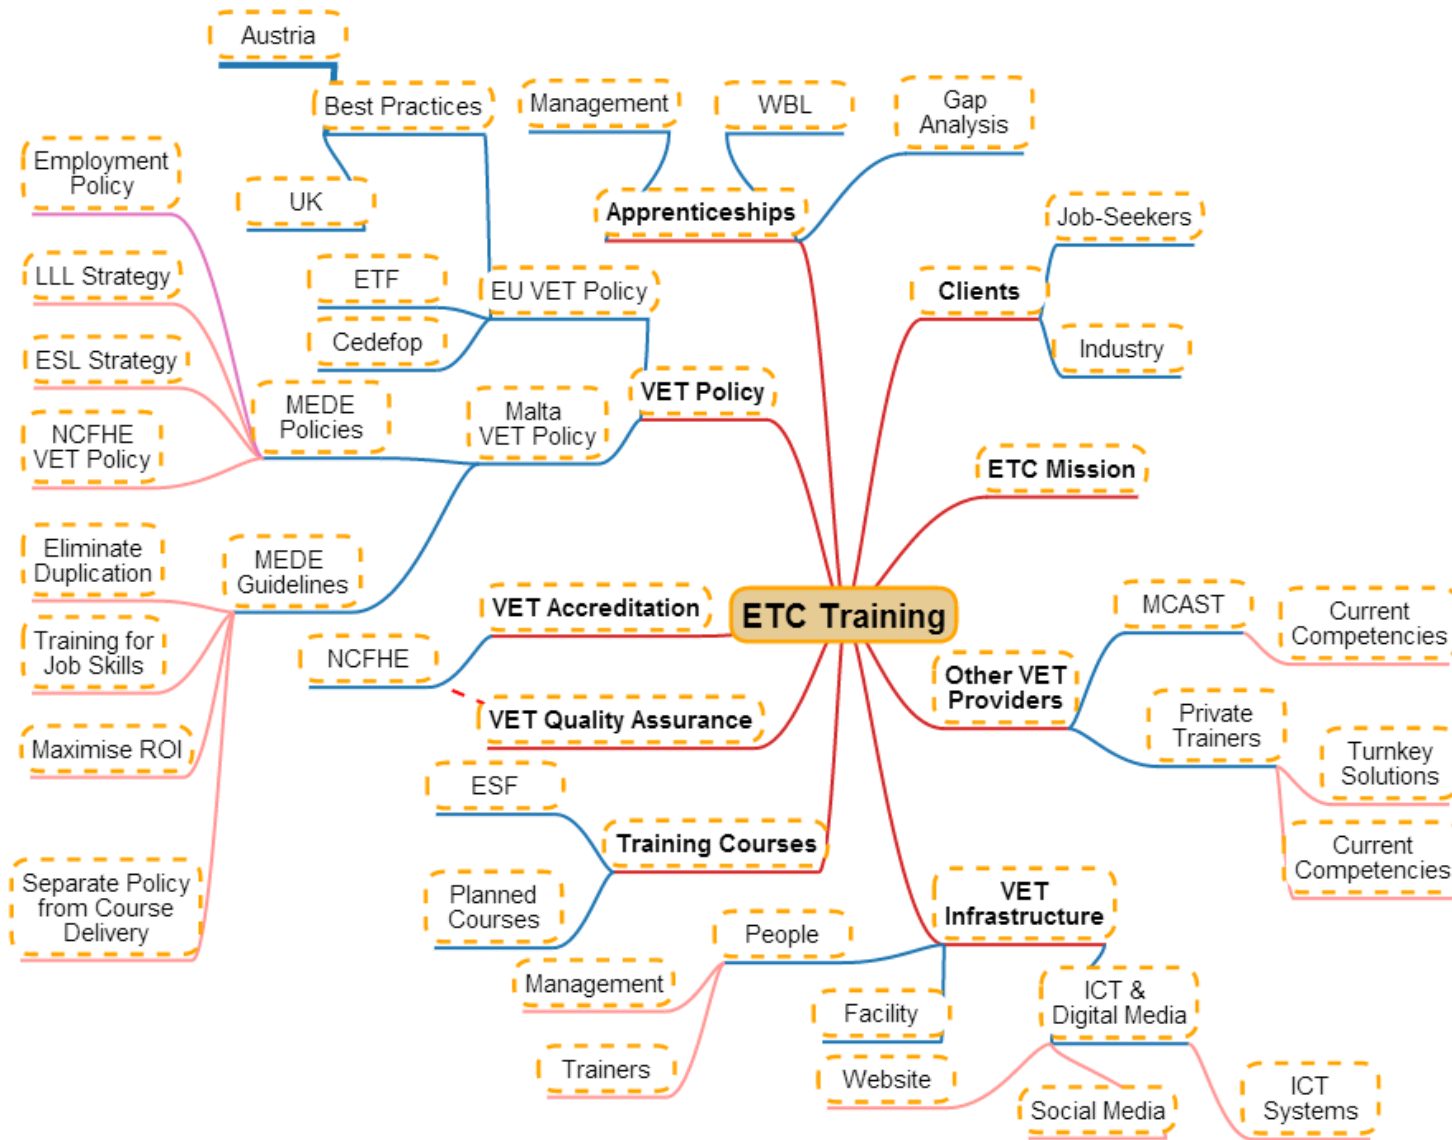 Austria
Best Practices
UK
Management
WBL
Gap
Analysis
Apprenticeships
Employment
Policy
LLL Strategy
ESL Strategy
NCFHE
VET Policy
MEDE
Policies
ETF
Cedefop
EU VET Policy
Malta
VET Policy
VET Policy
Job-Seekers
Clients
Industry
ETC Mission
Eliminate
Duplication
Training for
Job Skills
Maximise ROI
Separate Policy
from Course
Delivery
MEDE
Guidelines
VET Accreditation
NCFHE
VET Quality Assurance
ETC Training
MCAST
Current
Competencies
Other VET
Providers
Private
Trainers
Turnkey
Solutions
Current
Competencies
ESF
Training Courses
Planned
Courses
VET
Infrastructure
People
Management
Trainers
Facility
ICT &
Digital Media
Website
Social Media
ICT
Systems